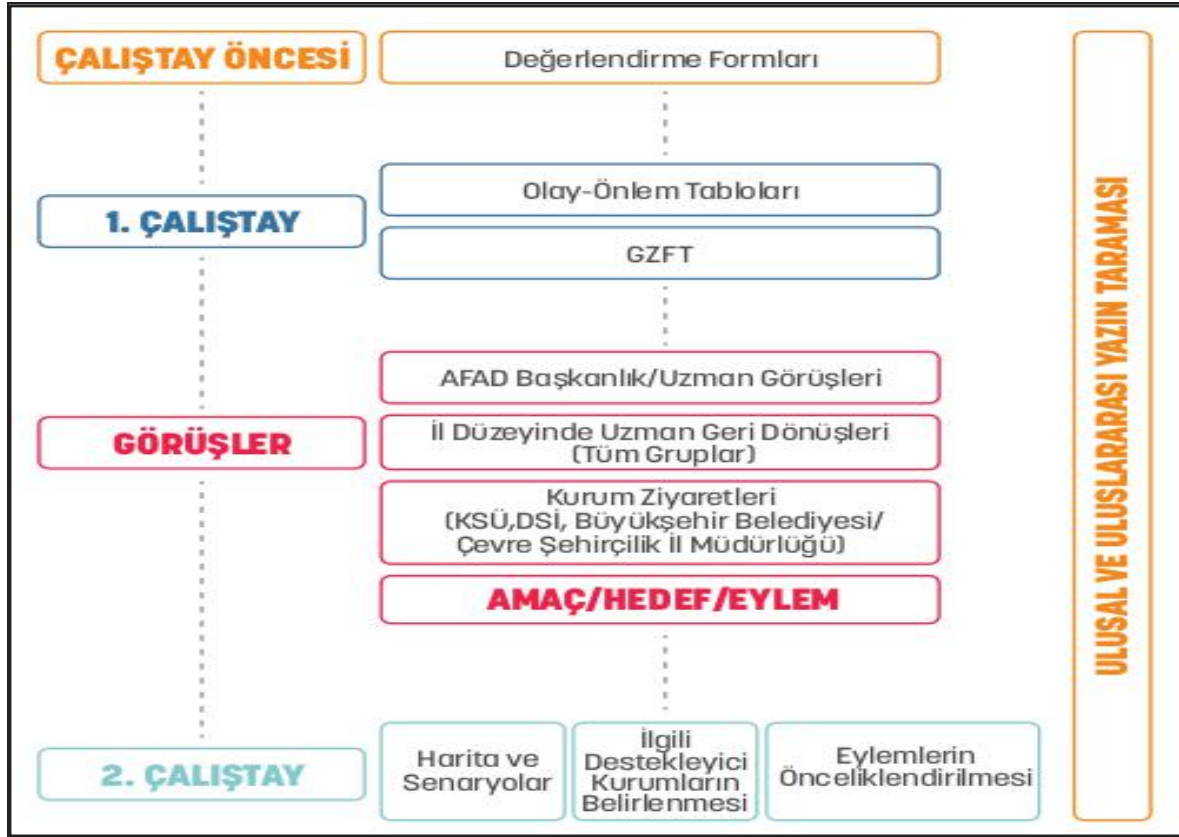 ÇALIŞTAY ÖNCESİ
Değerlendirme Formları
1. ÇALIŞTAY
Olay-Önlem Tabloları
GZFT
GÖRÜŞLER
AFAD Başkanlık/Uzman Görüşleri
İl Düzeyinde Uzman Geri Dönüşleri
(Tüm Gruplar)
Kurum Ziyaretleri
(KSÜ,DSİ, Büyükşehir Belediyesi/
Çevre Şehirçilik İl Müdürlüğü)
AMAÇ/HEDEF/EYLEM
2. ÇALIŞTAY
Harita ve
Senaryolar
İlgili
Destekleyici
Kurumların
Belirlenmesi
Eylemlerin
Önceliklendirilmesi
ULUSAL VE ULUSLARARASI YAZIN TARAMASI